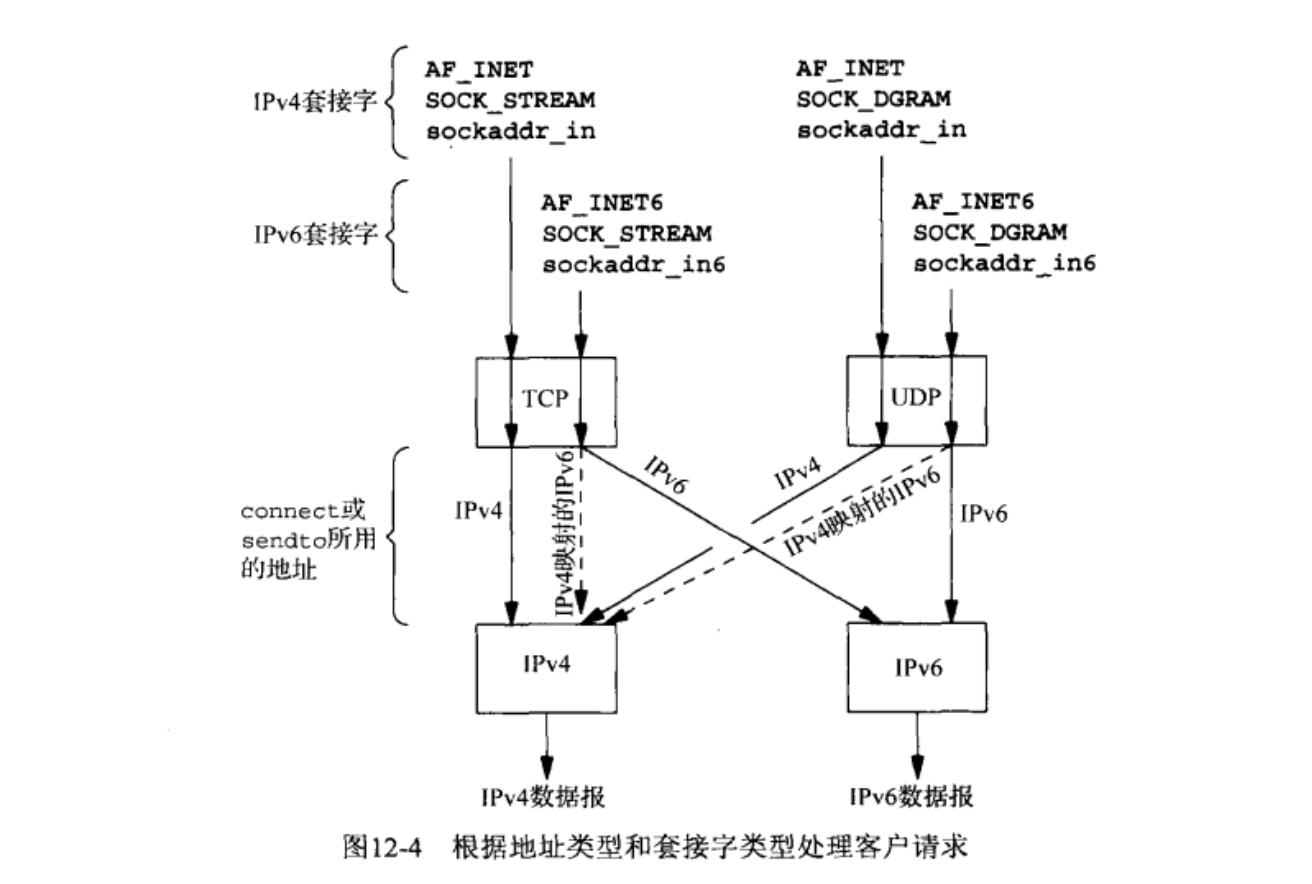 IPv4套接字
AF_INET
SOCK_STREAM
sockaddr_in
AF_INET
SOCK_DGRAM
sockaddr_in
IPv6套接字
AF_INET6
SOCK_STREAM
sockaddr_in6
AF_INET6
SOCK_DGRAM
sockaddr_in6
TCP
UDP
connect或
sendto所用
的地址
IPv4
IPv4映射的IPv6
IPv6
IPv4
IPv4映射的IPv6
IPv6
IPv4
IPv6
IPv4数据报
IPv6数据报
图12-4 根据地址类型和套接字类型处理客户请求